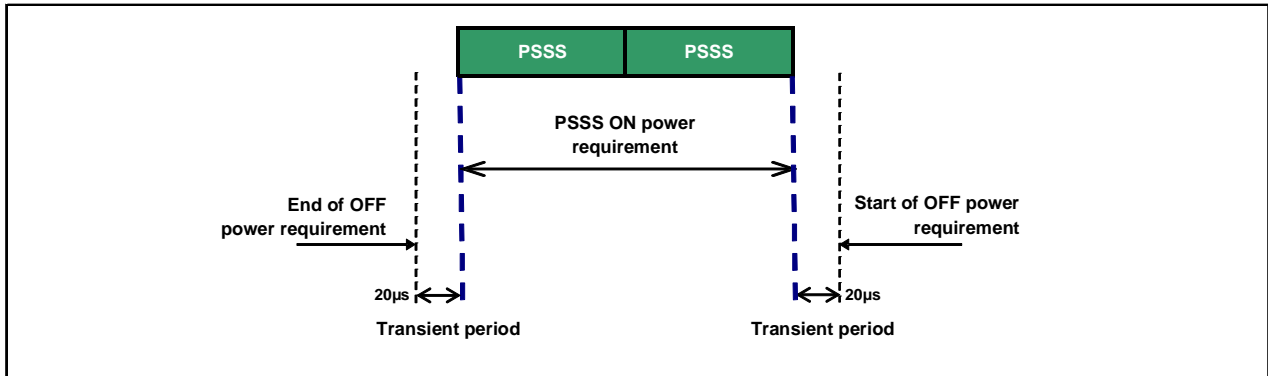 PSSS PSSS
PSSS ON power
requirement
End of OFF
power requirement
Start of OFF power
requirement
20µs 20µs
Transient period Transient period